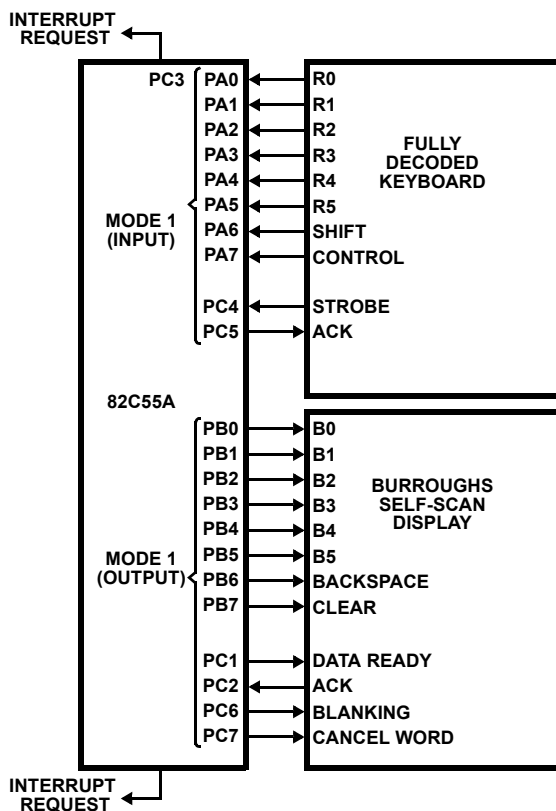 INTERRUPT
REQUEST
PC3 PA0 R0
PA1 R1
PA2 R2
PA3 R3
PA4 R4
PA5 R5
PA6 SHIFT
PA7 CONTROL
MODE 1
(INPUT)
FULLY
DECODED
KEYBOARD
PC4 STROBE
PC5 ACK
82C55A
PB0 B0
PB1 B1
PB2 B2
PB3 B3
PB4 B4
PB5 B5
PB6 BACKSPACE
PB7 CLEAR
MODE 1
(OUTPUT)
BURROUGHS
SELF-SCAN
DISPLAY
PC1 DATA READY
PC2 ACK
PC6 BLANKING
PC7 CANCEL WORD
INTERRUPT
REQUEST